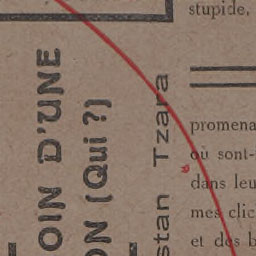 OIN D'UNE
ON (Qui ?)
stan Tzara
stupide,
promena
où sont-
dans leu
mes clic
et des b